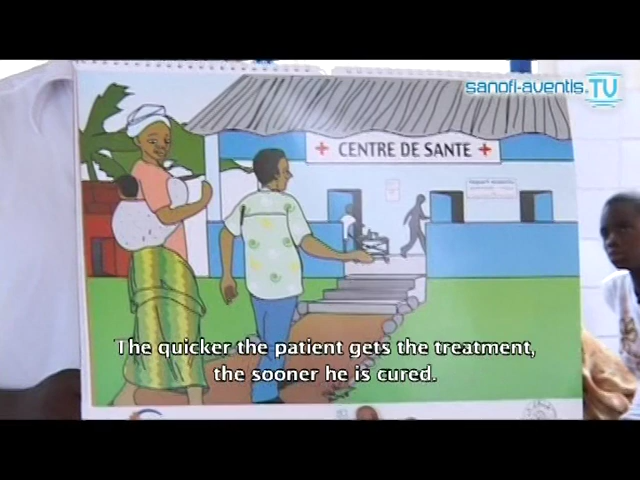 sanofi-aventis.TV
CENTRE DE SANTE
The quicker the patient gets the treatment,
the sooner he is cured.